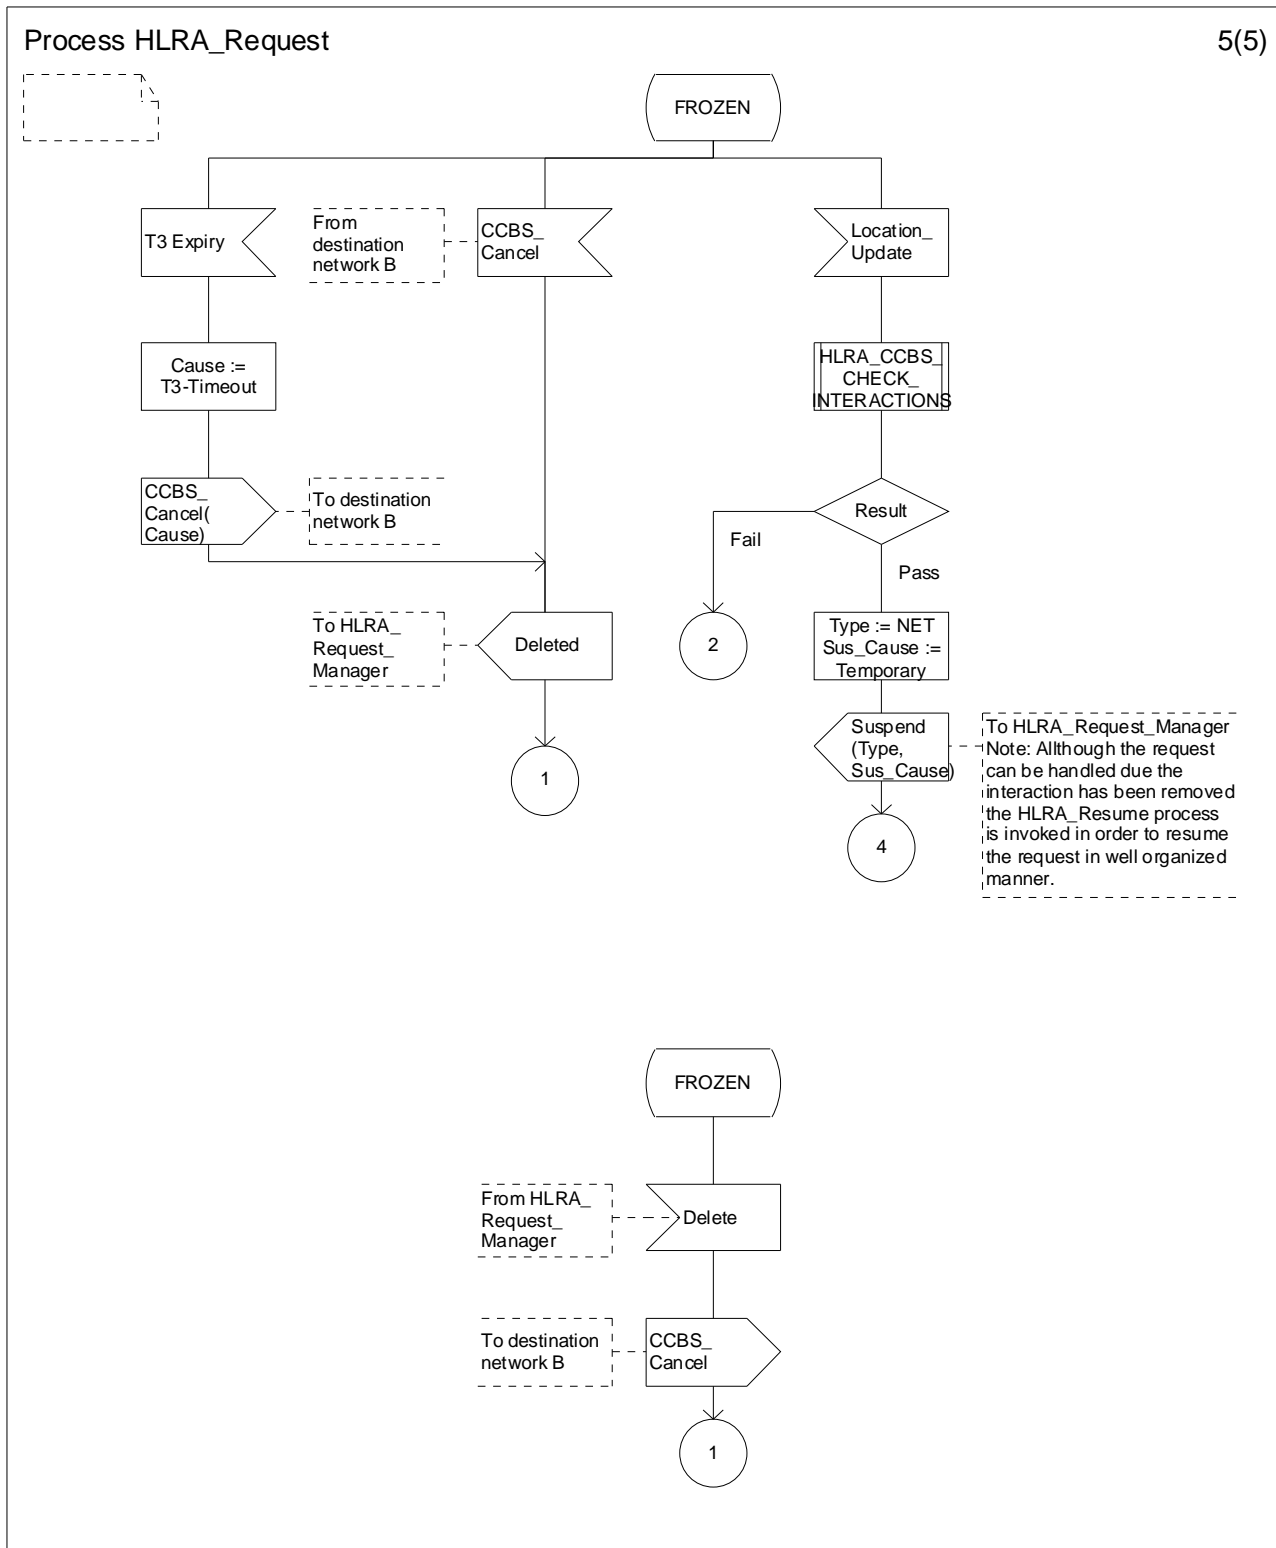 Process HLRA_Request
5(5)
FROZEN
T3 Expiry
From
destination
network B
CCBS_
Cancel
Location_
Update
Cause :=
T3-Timeout
HLRA_CCBS_
CHECK_
INTERACTIONS
CCBS_
Cancel(
Cause)
To destination
network B
Result
Fail
Pass
To HLRA_
Request_
Manager
Deleted
2
Type := NET
Sus_Cause :=
Temporary
Suspend
(Type,
Sus_Cause)
To HLRA_Request_Manager
Note: Allthough the request
can be handled due the
interaction has been removed
the HLRA_Resume process
is invoked in order to resume
the request in well organized
manner.
1
4
FROZEN
From HLRA_
Request_
Manager
Delete
To destination
network B
CCBS_
Cancel
1